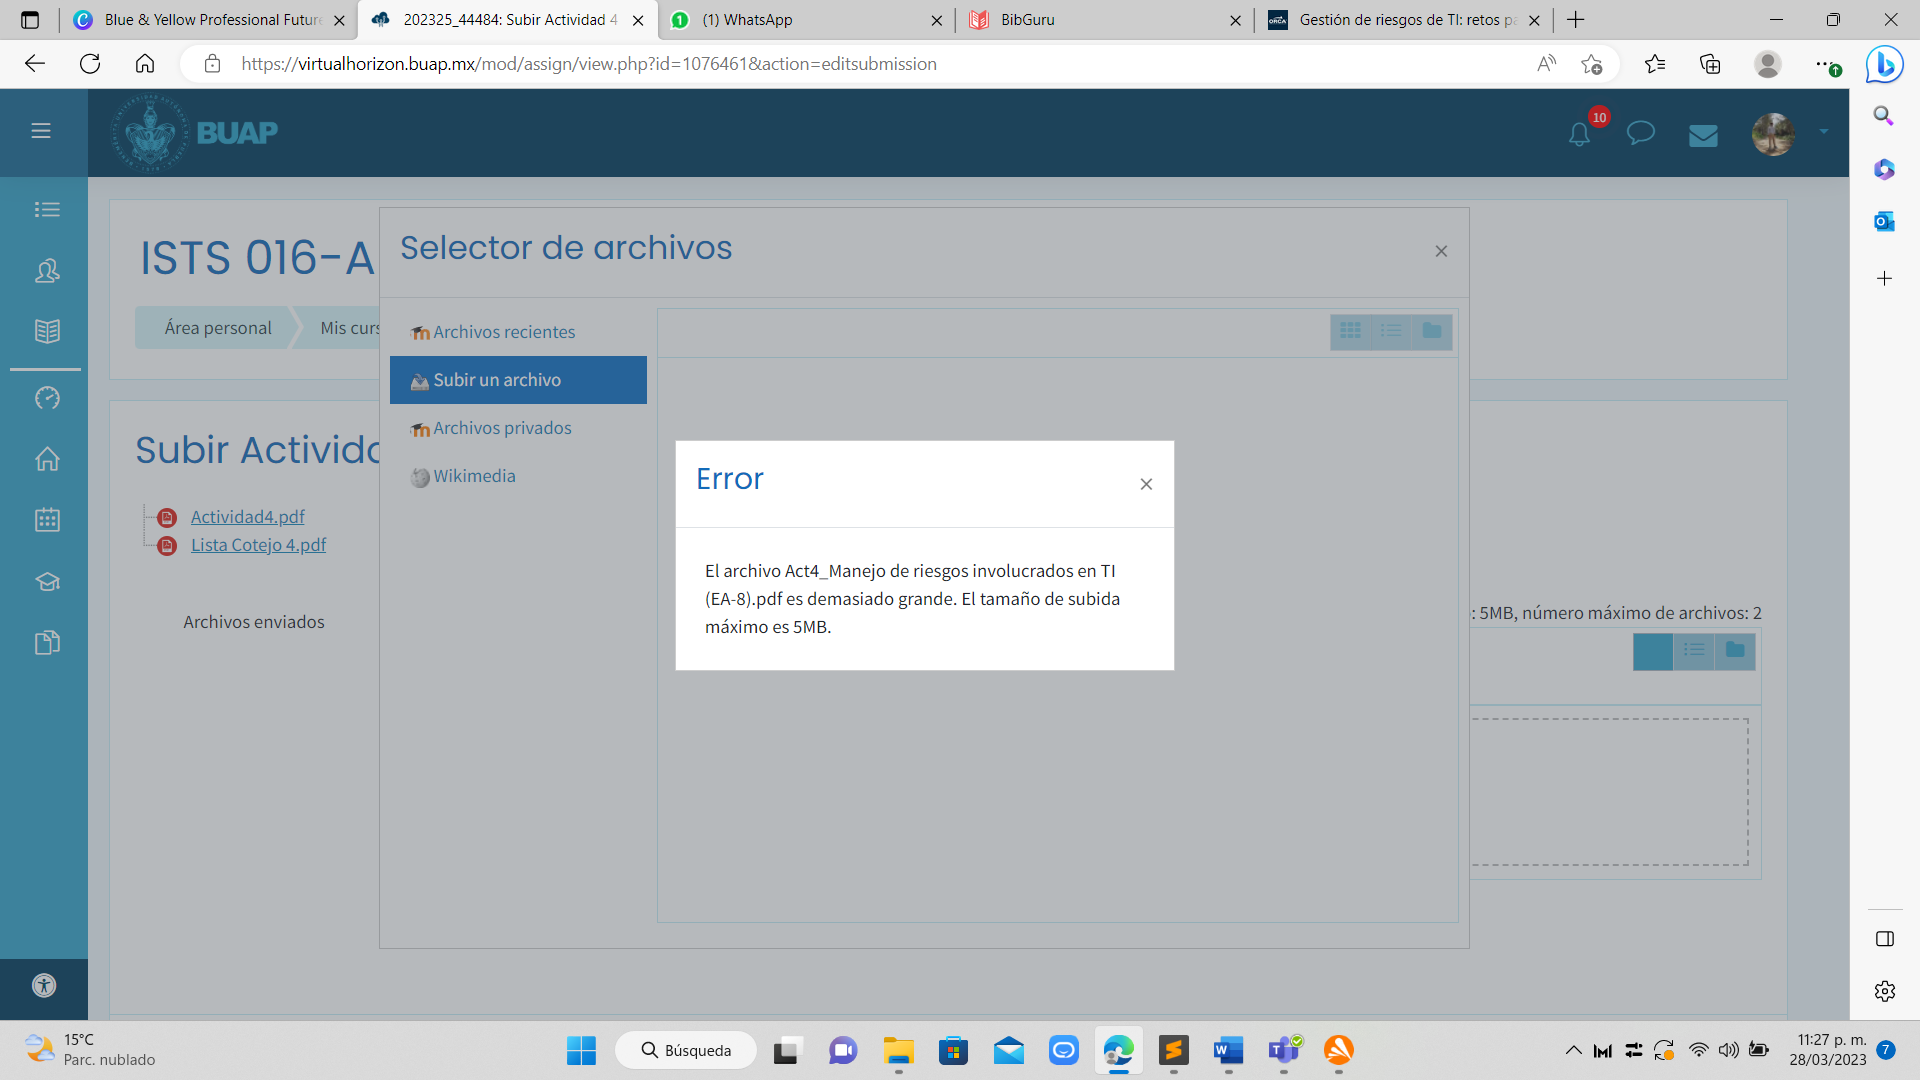 Blue & Yellow Professional Future
202325_44484: Subir Actividad 4
(1) WhatsApp
BibGuru
Gestión de riesgos de TI: retos pa
https://virtualhorizon.buap.mx/mod/assign/view.php?id=1076461&action=editsubmission
BUAP
10
ISTS 016-A
Selector de archivos
Área personal
Mis curs
Archivos recientes
Subir un archivo
Archivos privados
Wikimedia
Subir Activida
Actividad4.pdf
Lista Cotejo 4.pdf
Archivos enviados
Error
El archivo Act4_Manejo de riesgos involucrados en TI
(EA-8).pdf es demasiado grande. El tamaño de subida
máximo es 5MB.
: 5MB, número máximo de archivos: 2
15°C
Parc. nublado
Búsqueda
11:27 p. m.
28/03/2023
7